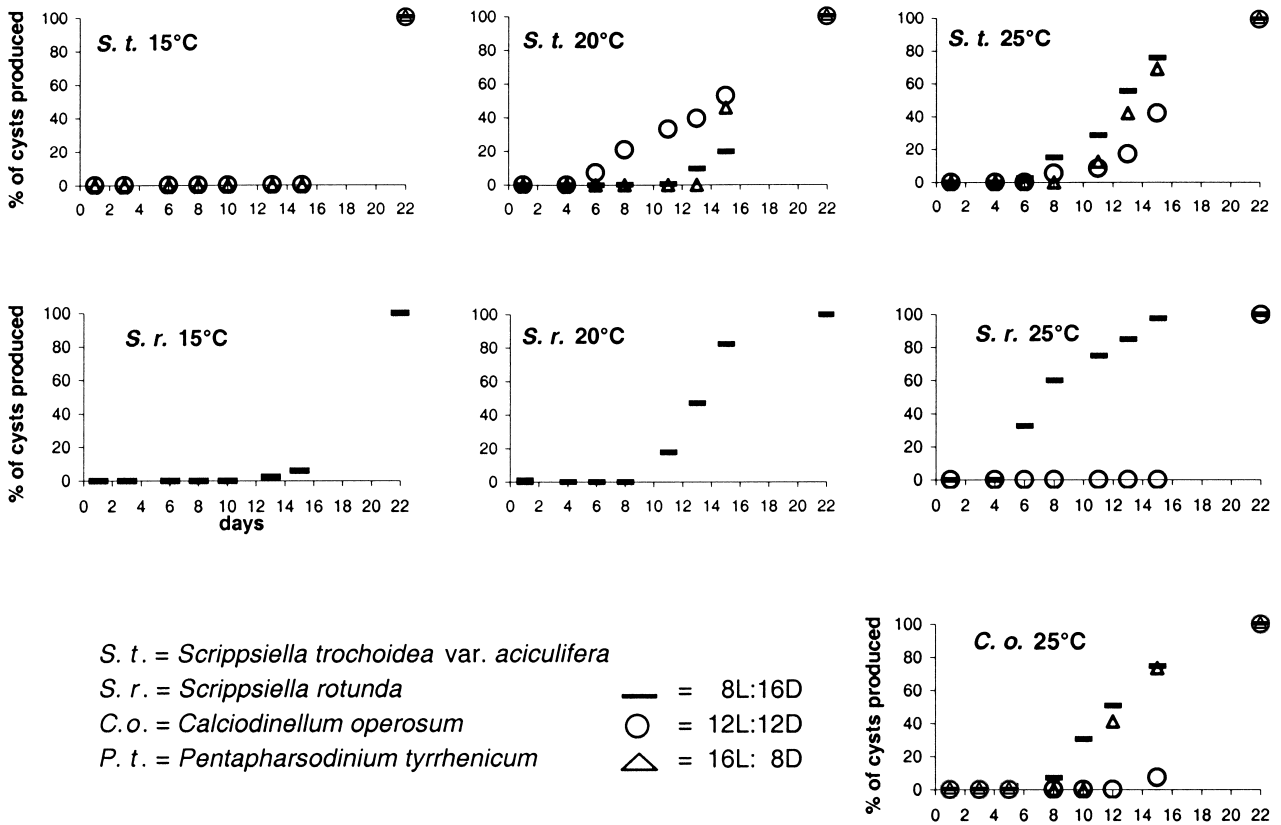 % of cysts produced
S. t. 15°C
100
80
60
40
20
0
0 2 4 6 8 10 12 14 16 18 20 22
S. t. 20°C
100
80
60
40
20
0
0 2 4 6 8 10 12 14 16 18 20 22
S. t. 25°C
100
80
60
40
20
0
0 2 4 6 8 10 12 14 16 18 20 22
% of cysts produced
S. r. 15°C
100
80
60
40
20
0
0 2 4 6 8 10 12 14 16 18 20 22
days
S. r. 20°C
100
80
60
40
20
0
0 2 4 6 8 10 12 14 16 18 20 22
S. r. 25°C
100
80
60
40
20
0
0 2 4 6 8 10 12 14 16 18 20 22
S. t. = Scrippsiella trochoidea var. aciculifera
S. r. = Scrippsiella rotunda
C.o. = Calciodinellum operosum
P. t. = Pentapharsodinium tyrrhenicum
= 8L:16D
= 12L:12D
= 16L: 8D
% of cysts produced
C. o. 25°C
100
80
60
40
20
0
0 2 4 6 8 10 12 14 16 18 20 22